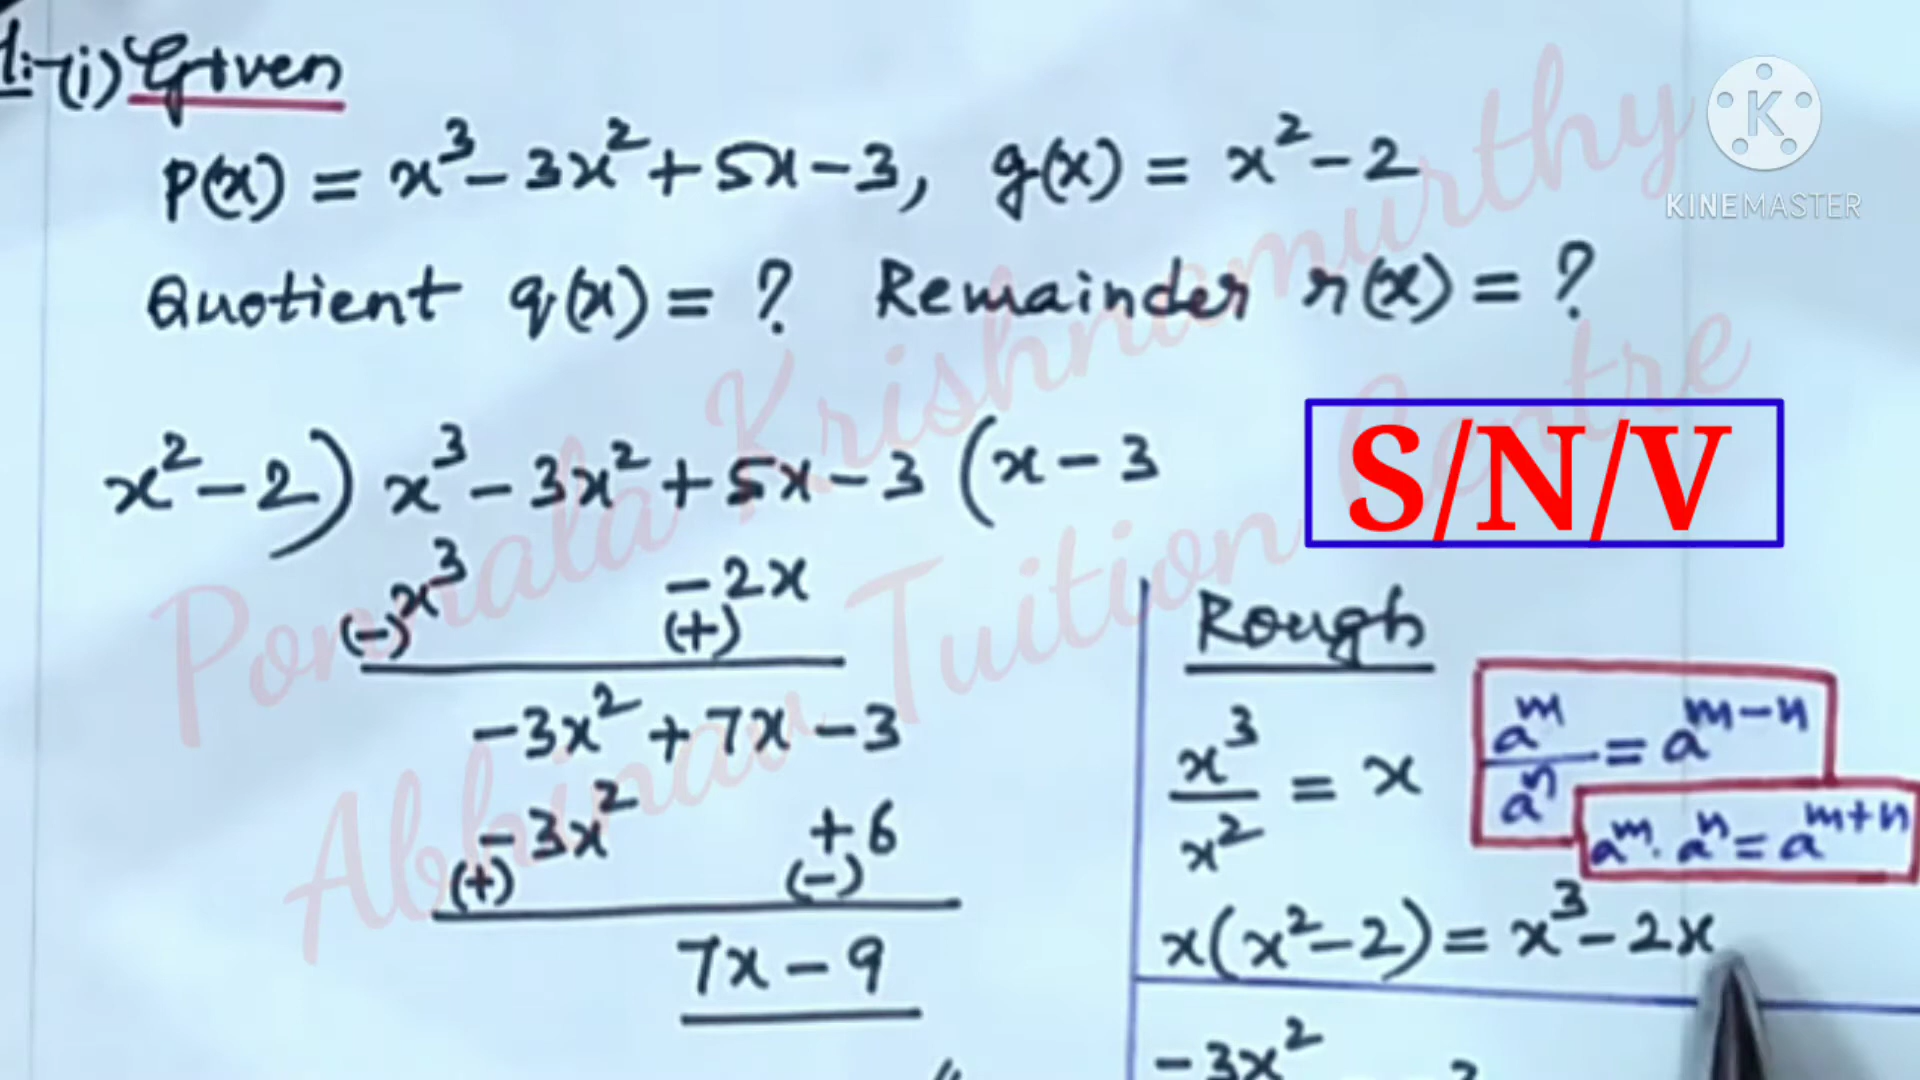 1:-(i) Given
P(x) = x³ - 3x² + 5x - 3, g(x) = x² - 2
Quotient q(x) = ? Remainder r(x) = ?
x² - 2) x³ - 3x² + 5x - 3 (x - 3
(-)x³ - 2x
(+)
-3x² + 7x - 3
-3x² + 6
(+) (-)
7x - 9
S/N/V
Rough
x³/x² = x
aᵐ/aⁿ = aᵐ⁻ⁿ
aᵐ. aⁿ = aᵐ⁺ⁿ
x(x² - 2) = x³ - 2x
-3x²
K
KINEMASTER
Ponnala Krishnamurthy
Abhinav Tuition Centre